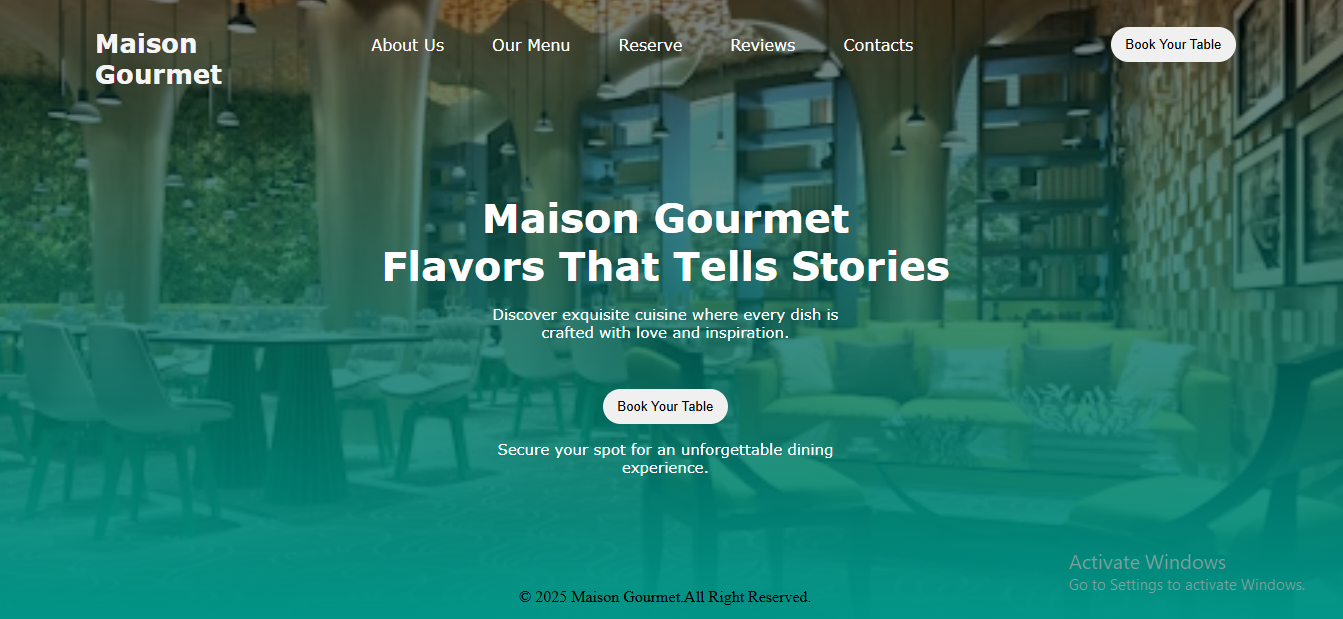 Maison
Gourmet
About Us
Our Menu
Reserve
Reviews
Contacts
Book Your Table
Maison Gourmet
Flavors That Tells Stories
Discover exquisite cuisine where every dish is
crafted with love and inspiration.
Book Your Table
Secure your spot for an unforgettable dining
experience.
Activate Windows
Go to Settings to activate Windows.
© 2025 Maison Gourmet.All Right Reserved.